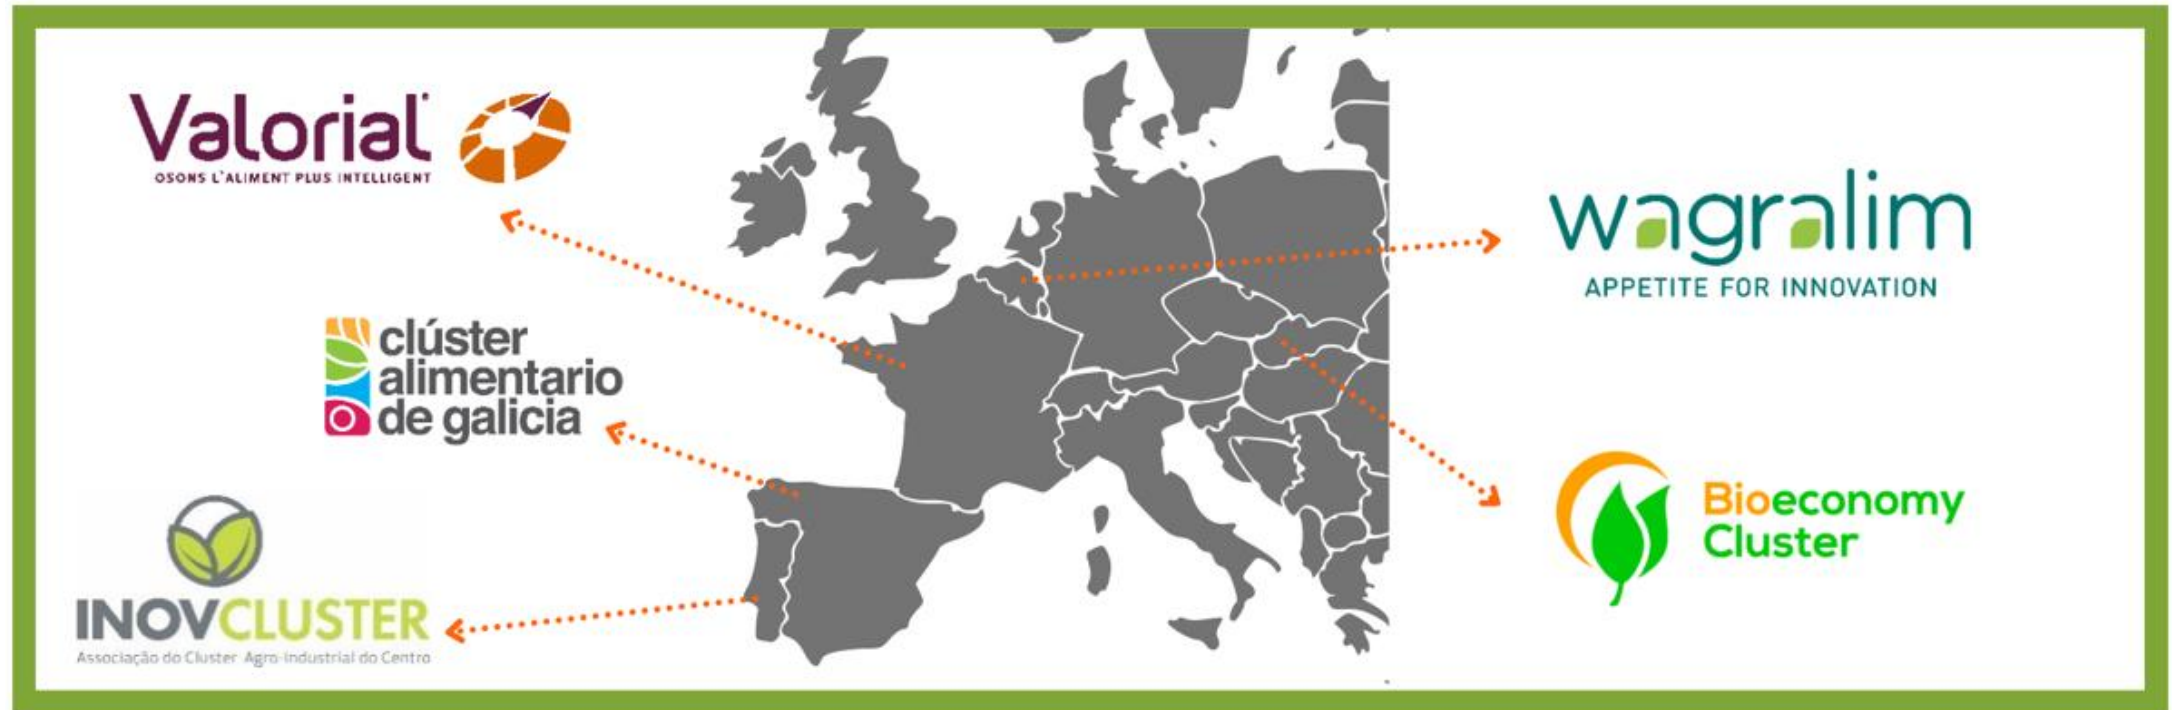 Valorial
OSONS L'ALIMENT PLUS INTELLIGENT
clúster
alimentario
de galicia
INOVCLUSTER
Associação do Cluster Agro-Industrial do Centro
wagralim
APPETITE FOR INNOVATION
Bioeconomy
Cluster